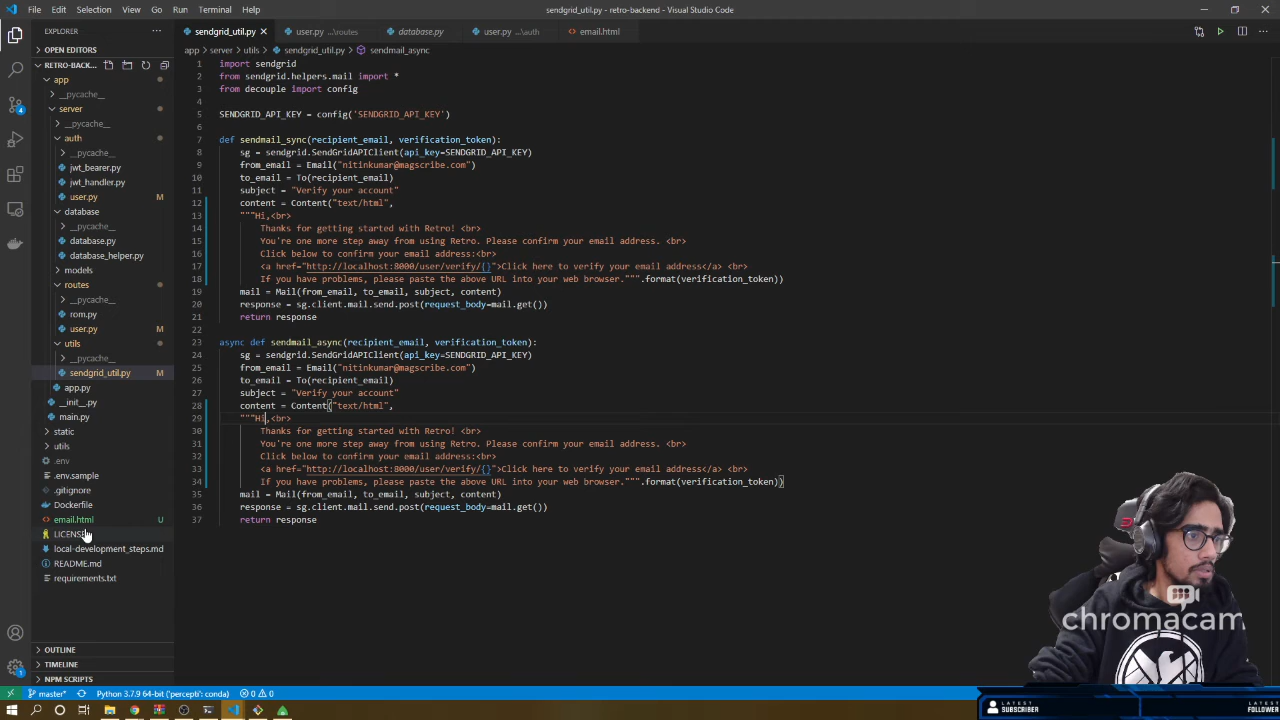 File Edit Selection View Go Run Terminal Help
sendgrid_util.py - retro-backend - Visual Studio Code
EXPLORER
OPEN EDITORS
RETRO-BACK...
app
__pycache__
server
__pycache__
auth
__pycache__
jwt_bearer.py
jwt_handler.py
user.py M
database
__pycache__
database.py
database_helper.py
models
routes
__pycache__
rom.py
user.py M
utils
__pycache__
sendgrid_util.py M
app.py
__init__.py
main.py
static
utils
.env
.env.sample
.gitignore
Dockerfile
email.html U
LICENSE
local-development_steps.md
README.md
requirements.txt
OUTLINE
TIMELINE
NPM SCRIPTS
sendgrid_util.py user.py ...\routes database.py user.py ...\auth email.html
app > server > utils > sendgrid_util.py > sendmail_async
1 import sendgrid
2 from sendgrid.helpers.mail import *
3 from decouple import config
4
5 SENDGRID_API_KEY = config('SENDGRID_API_KEY')
6
7 def sendmail_sync(recipient_email, verification_token):
8 sg = sendgrid.SendGridAPIClient(api_key=SENDGRID_API_KEY)
9 from_email = Email("nitinkumar@magscribe.com")
10 to_email = To(recipient_email)
11 subject = "Verify your account"
12 content = Content("text/html",
13 """Hi,<br>
14 Thanks for getting started with Retro! <br>
15 You're one more step away from using Retro. Please confirm your email address. <br>
16 Click below to confirm your email address:<br>
17 <a href="http://localhost:8000/user/verify/{}">Click here to verify your email address</a> <br>
18 If you have problems, please paste the above URL into your web browser.""".format(verification_token))
19 mail = Mail(from_email, to_email, subject, content)
20 response = sg.client.mail.send.post(request_body=mail.get())
21 return response
22
23 async def sendmail_async(recipient_email, verification_token):
24 sg = sendgrid.SendGridAPIClient(api_key=SENDGRID_API_KEY)
25 from_email = Email("nitinkumar@magscribe.com")
26 to_email = To(recipient_email)
27 subject = "Verify your account"
28 content = Content("text/html",
29 """Hi,<br>
30 Thanks for getting started with Retro! <br>
31 You're one more step away from using Retro. Please confirm your email address. <br>
32 Click below to confirm your email address:<br>
33 <a href="http://localhost:8000/user/verify/{}">Click here to verify your email address</a> <br>
34 If you have problems, please paste the above URL into your web browser.""".format(verification_token))
35 mail = Mail(from_email, to_email, subject, content)
36 response = sg.client.mail.send.post(request_body=mail.get())
37 return response
chromacam
4
1
master* Python 3.7.9 64-bit ('percepti': conda) 0 0
LATEST SUBSCRIBER
LATEST FOLLOWER